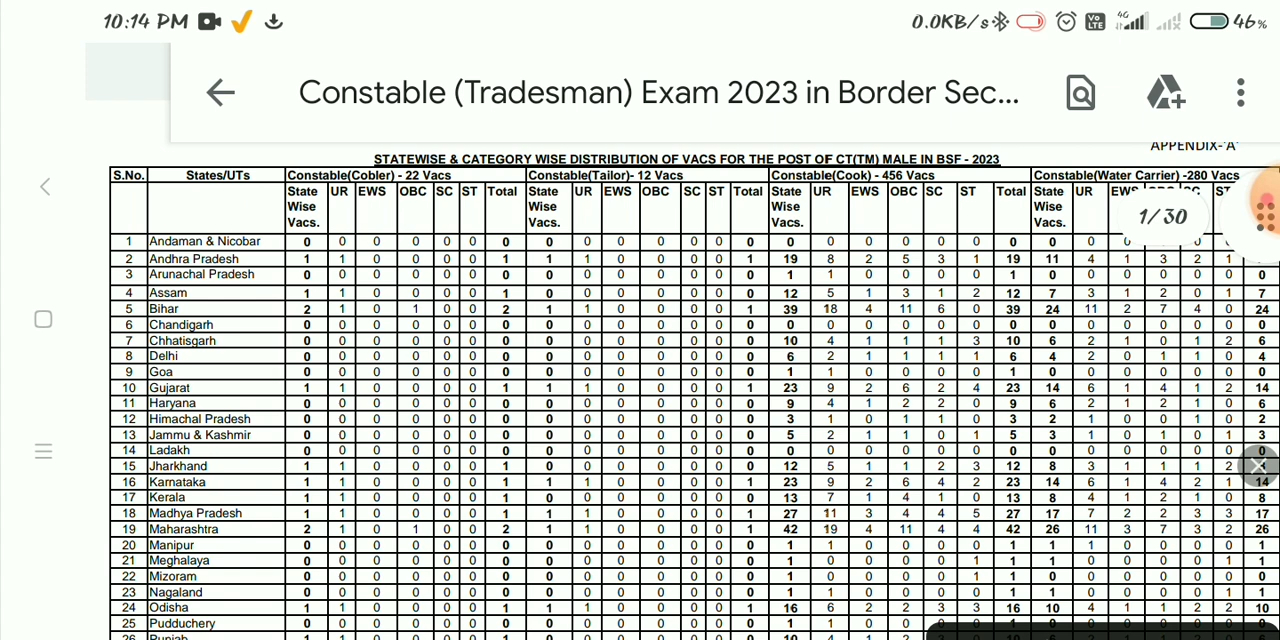 10:14 PM
0.0KB/s 4G Vo LTE 46%
Constable (Tradesman) Exam 2023 in Border Sec...
APPENDIX-'A'
STATEWISE & CATEGORY WISE DISTRIBUTION OF VACS FOR THE POST OF CT(TM) MALE IN BSF - 2023
S.No. States/UTs Constable(Cobler) - 22 Vacs Constable(Tailor)- 12 Vacs Constable(Cook) - 456 Vacs Constable(Water Carrier) -280 Vacs
State Wise Vacs. UR EWS OBC SC ST Total State Wise Vacs. UR EWS OBC SC ST Total State Wise Vacs. UR EWS OBC SC ST Total State Wise Vacs. UR
1/30
1 Andaman & Nicobar 0 0 0 0 0 0 0 0 0 0 0 0 0 0 0 0 0 0 0 0 0 0 0 0 0 0 0 0
2 Andhra Pradesh 1 1 0 0 0 0 1 1 1 0 0 0 0 1 19 8 2 5 3 1 19 11 4 1 3 2 1
3 Arunachal Pradesh 0 0 0 0 0 0 0 0 0 0 0 0 0 0 1 1 0 0 0 0 1 0 0 0 0 0 0 0
4 Assam 1 1 0 0 0 0 1 0 0 0 0 0 0 0 12 5 1 3 1 2 12 7 3 1 2 0 1 7
5 Bihar 2 1 0 1 0 0 2 1 1 0 0 0 0 1 39 18 4 11 6 0 39 24 11 2 7 4 0 24
6 Chandigarh 0 0 0 0 0 0 0 0 0 0 0 0 0 0 0 0 0 0 0 0 0 0 0 0 0 0 0 0
7 Chhatisgarh 0 0 0 0 0 0 0 0 0 0 0 0 0 0 10 4 1 1 1 3 10 6 2 1 0 1 2 6
8 Delhi 0 0 0 0 0 0 0 0 0 0 0 0 0 0 6 2 1 1 1 1 6 4 2 0 1 1 0 4
9 Goa 0 0 0 0 0 0 0 0 0 0 0 0 0 0 1 1 0 0 0 0 1 0 0 0 0 0 0 0
10 Gujarat 1 1 0 0 0 0 1 1 1 0 0 0 0 1 23 9 2 6 2 4 23 14 6 1 4 1 2 14
11 Haryana 0 0 0 0 0 0 0 0 0 0 0 0 0 0 9 4 1 2 2 0 9 6 2 1 2 1 0 6
12 Himachal Pradesh 0 0 0 0 0 0 0 0 0 0 0 0 0 0 3 1 0 1 1 0 3 2 1 0 0 1 0 2
13 Jammu & Kashmir 0 0 0 0 0 0 0 0 0 0 0 0 0 0 5 2 1 1 0 1 5 3 1 0 1 0 1 3
14 Ladakh 0 0 0 0 0 0 0 0 0 0 0 0 0 0 0 0 0 0 0 0 0 0 0 0 0 0 0 0
15 Jharkhand 1 1 0 0 0 0 1 0 0 0 0 0 0 0 12 5 1 1 2 3 12 8 3 1 1 1 2
16 Karnataka 1 1 0 0 0 0 1 1 1 0 0 0 0 1 23 9 2 6 4 2 23 14 6 1 4 2 1 14
17 Kerala 0 0 0 0 0 0 0 0 0 0 0 0 0 0 13 7 1 4 1 0 13 8 4 1 2 1 0 8
18 Madhya Pradesh 1 1 0 0 0 0 1 1 1 0 0 0 0 1 27 11 3 4 4 5 27 17 7 2 2 3 3 17
19 Maharashtra 2 1 0 1 0 0 2 1 1 0 0 0 0 1 42 19 4 11 4 4 42 26 11 3 7 3 2 26
20 Manipur 0 0 0 0 0 0 0 0 0 0 0 0 0 0 1 1 0 0 0 0 1 1 1 0 0 0 0 1
21 Meghalaya 0 0 0 0 0 0 0 0 0 0 0 0 0 0 1 0 0 0 0 1 1 1 0 0 0 0 1 1
22 Mizoram 0 0 0 0 0 0 0 0 0 0 0 0 0 0 1 0 0 0 0 1 1 0 0 0 0 0 0 0
23 Nagaland 0 0 0 0 0 0 0 0 0 0 0 0 0 0 1 1 0 0 0 0 1 1 0 0 0 0 1 1
24 Odisha 1 1 0 0 0 0 1 1 1 0 0 0 0 1 16 6 2 2 3 3 16 10 4 1 1 2 2 10
25 Pudduchery 0 0 0 0 0 0 0 0 0 0 0 0 0 0 1 1 0 0